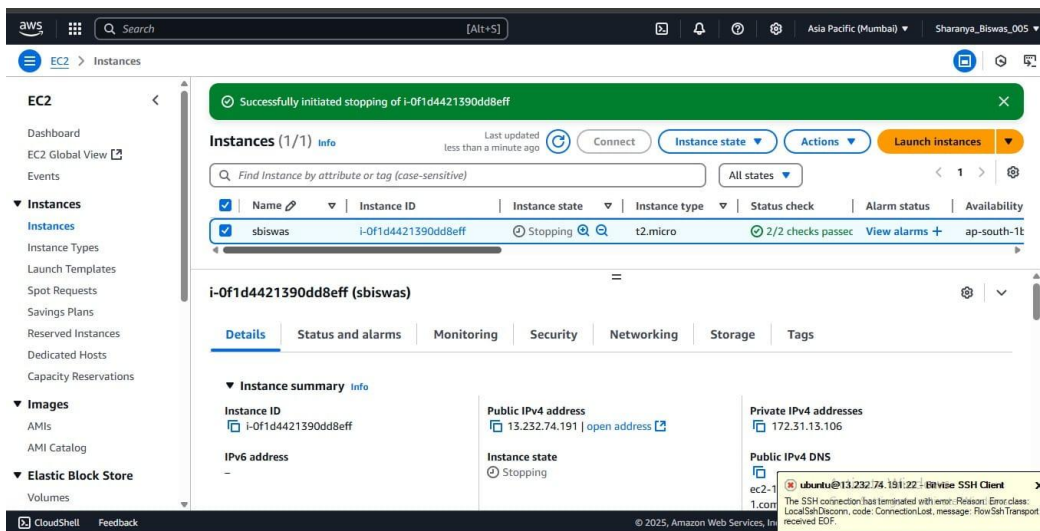 aws
Search
[Alt+S]
Asia Pacific (Mumbai)
Sharanya_Biswas_005
EC2 > Instances
EC2
Dashboard
EC2 Global View
Events
Instances
Instances
Instance Types
Launch Templates
Spot Requests
Savings Plans
Reserved Instances
Dedicated Hosts
Capacity Reservations
Images
AMIs
AMI Catalog
Elastic Block Store
Volumes
Successfully initiated stopping of i-0f1d4421390dd8eff
Instances (1/1) Info
Last updated
less than a minute ago
Connect
Instance state
Actions
Launch instances
Find Instance by attribute or tag (case-sensitive)
All states
1
Name Instance ID Instance state Instance type Status check Alarm status Availability
sbiswas i-0f1d4421390dd8eff Stopping t2.micro 2/2 checks passec View alarms + ap-south-1b
i-0f1d4421390dd8eff (sbiswas)
Details Status and alarms Monitoring Security Networking Storage Tags
Instance summary Info
Instance ID
i-0f1d4421390dd8eff
Public IPv4 address
13.232.74.191 | open address
Private IPv4 addresses
172.31.13.106
IPv6 address
–
Instance state
Stopping
Public IPv4 DNS
ec2-1
1.com
ubuntu@13.232.74.191:22 - Bitvise SSH Client
The SSH connection has terminated with error. Reason: Error class:
LocalSshDisconn, code: ConnectionLost, message: FlowSshTransport
received EOF.
CloudShell Feedback
© 2025, Amazon Web Services, In